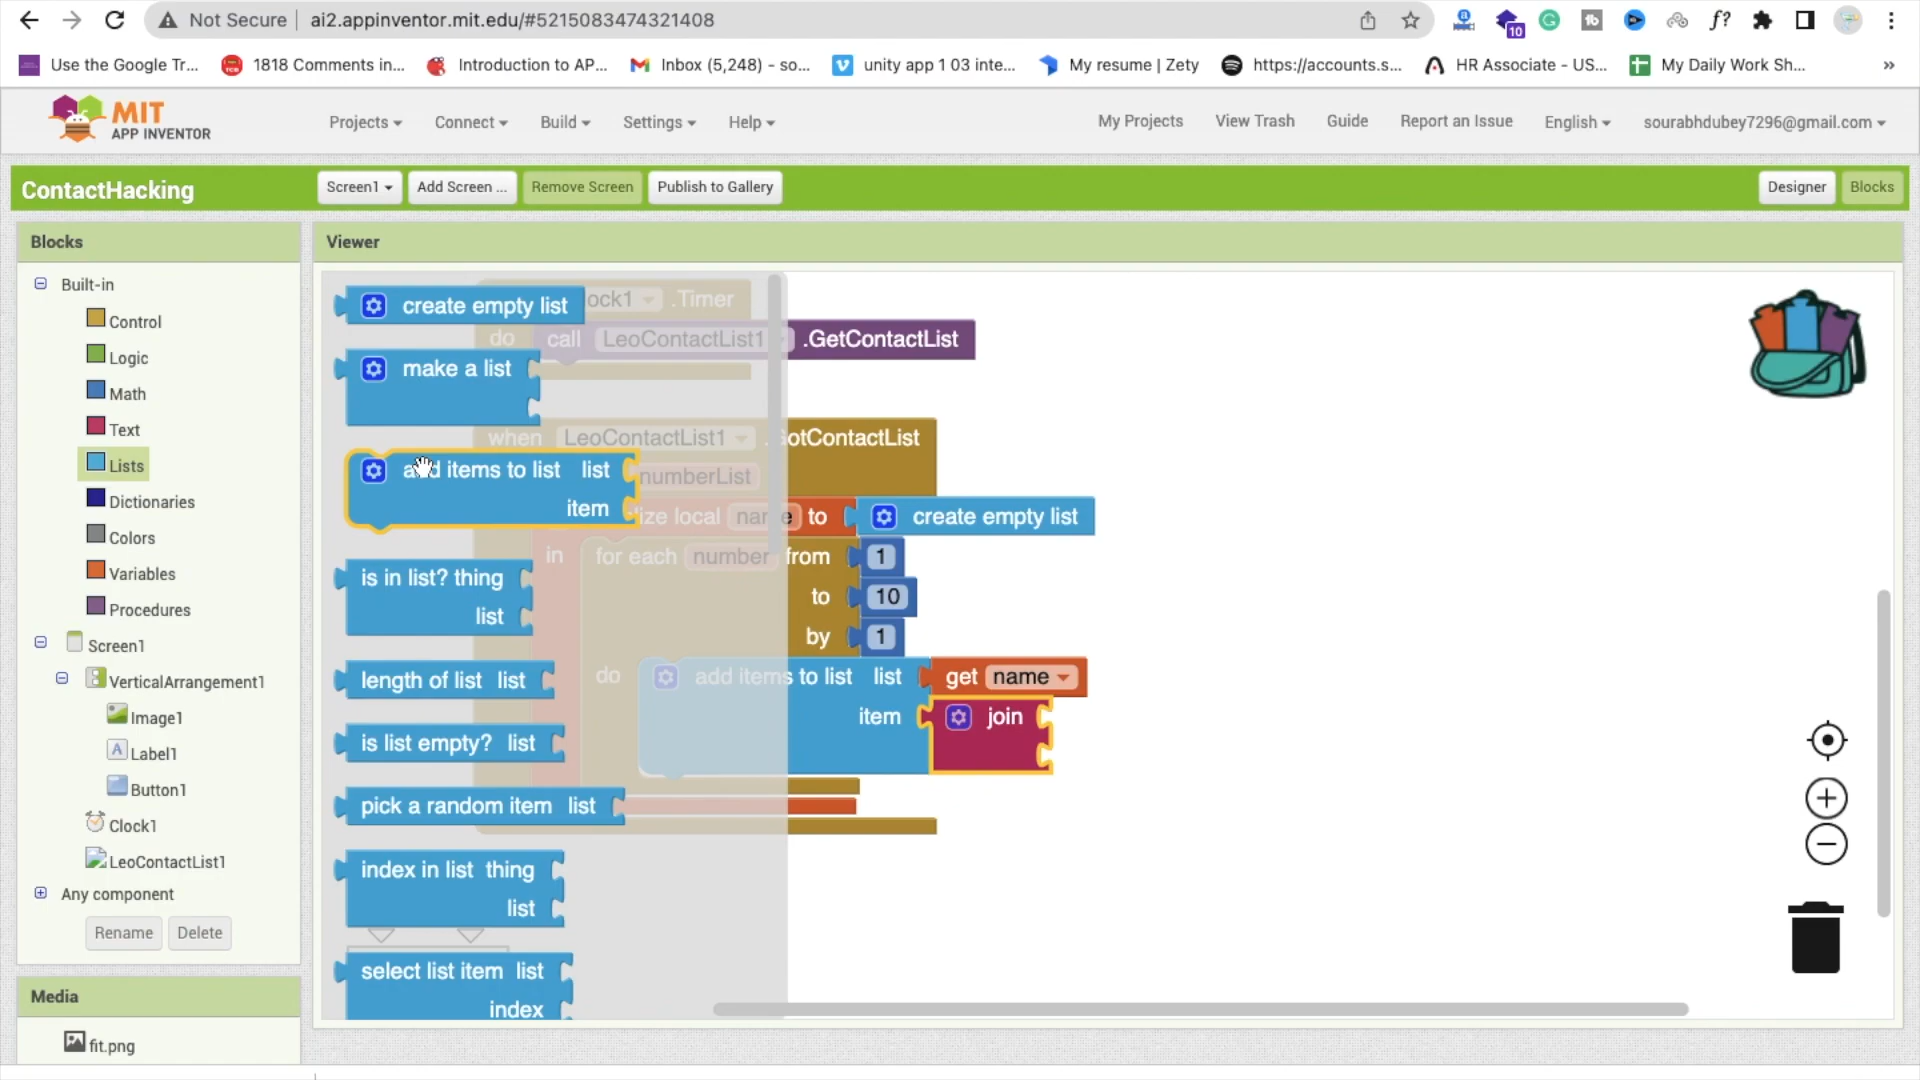 Not Secure
ai2.appinventor.mit.edu/#5215083474321408
10
Use the Google Tr...
1818 Comments in...
Introduction to AP...
Inbox (5,248) - so...
unity app 1 03 inte...
My resume | Zety
https://accounts.s...
HR Associate - US...
My Daily Work Sh...
»
MIT
APP INVENTOR
Projects
Connect
Build
Settings
Help
My Projects
View Trash
Guide
Report an Issue
English
sourabhdubey7296@gmail.com
ContactHacking
Screen1
Add Screen ...
Remove Screen
Publish to Gallery
Designer
Blocks
Blocks
Viewer
Built-in
Control
Logic
Math
Text
Lists
Dictionaries
Colors
Variables
Procedures
Screen1
VerticalArrangement1
Image1
Label1
Button1
Clock1
LeoContactList1
Any component
Rename
Delete
Media
fit.png
create empty list
make a list
add items to list list
item
is in list? thing
list
length of list list
is list empty? list
pick a random item list
index in list thing
list
select list item list
index
ock1 .Timer
do call LeoContactList1 .GetContactList
when LeoContactList1 .GotContactList
numberList
ize local name to create empty list
in for each number from 1
to 10
by 1
do add items to list list get name
item join